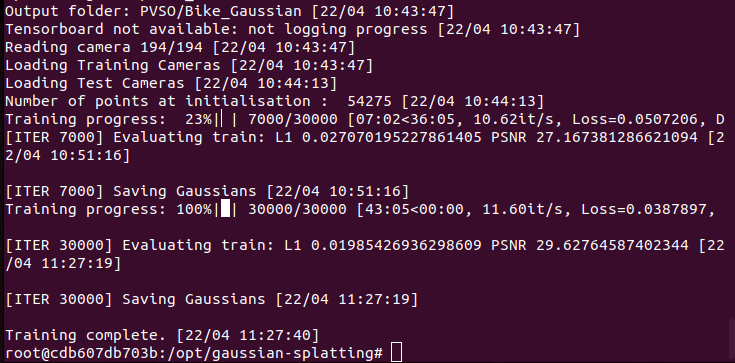 Output folder: PVSO/Bike_Gaussian [22/04 10:43:47]
Tensorboard not available: not logging progress [22/04 10:43:47]
Reading camera 194/194 [22/04 10:43:47]
Loading Training Cameras [22/04 10:43:47]
Loading Test Cameras [22/04 10:44:13]
Number of points at initialisation :  54275 [22/04 10:44:13]
Training progress:  23%|▏| 7000/30000 [07:02<36:05, 10.62it/s, Loss=0.0507206, D
[ITER 7000] Evaluating train: L1 0.027070195227861405 PSNR 27.167381286621094 [2
2/04 10:51:16]
[ITER 7000] Saving Gaussians [22/04 10:51:16]
Training progress: 100%|█| 30000/30000 [43:05<00:00, 11.60it/s, Loss=0.0387897,
[ITER 30000] Evaluating train: L1 0.01985426936298609 PSNR 29.62764587402344 [22
/04 11:27:19]
[ITER 30000] Saving Gaussians [22/04 11:27:19]
Training complete. [22/04 11:27:40]
root@cdb607db703b:/opt/gaussian-splatting#